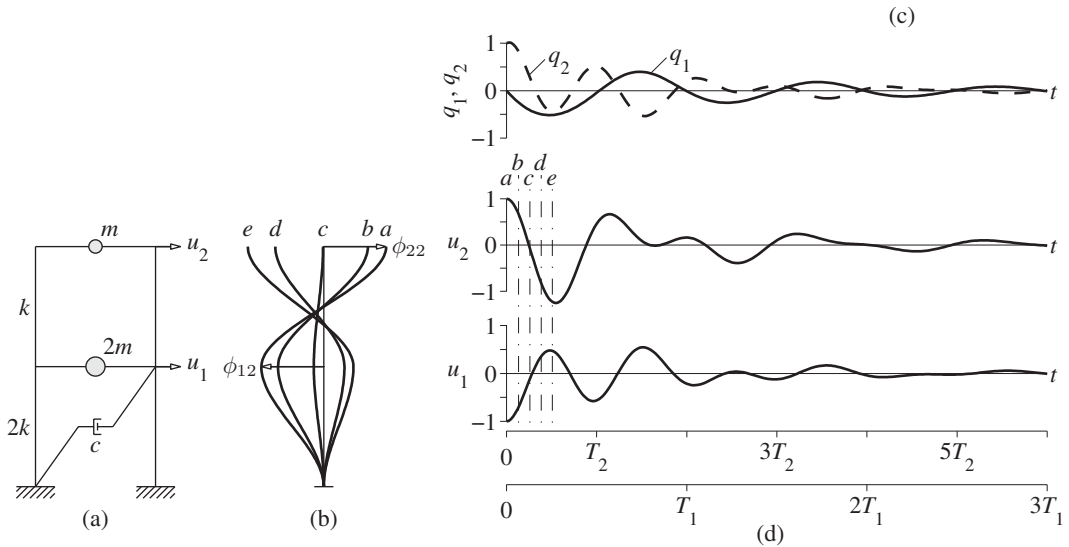 (c)
1
0
−1
q₁, q₂
q₂
q₁
t
a b c d e
1
0
−1
u₂
t
1
0
−1
u₁
t
0 T₂ 3T₂ 5T₂
0 T₁ 2T₁ 3T₁
(d)
m
u₂
k
2m
u₁
2k
c
(a)
e d c b a
ϕ₂₂
ϕ₁₂
(b)